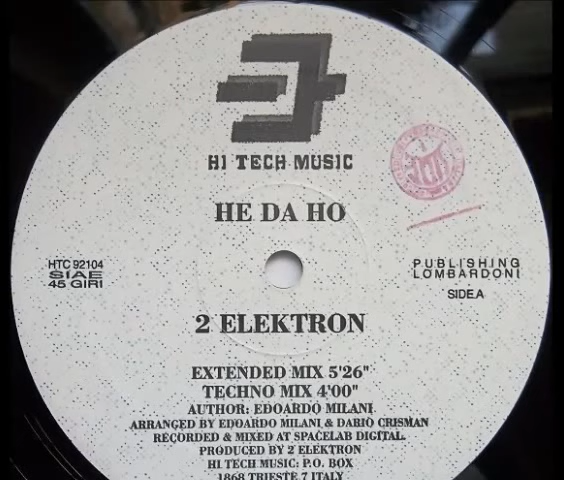 HI TECH MUSIC
HE DA HO
HTC 92104
SIAE
45 GIRI
PUBLISHING
LOMBARDONI
SIDE.A
2 ELEKTRON
EXTENDED MIX 5'26"
TECHNO MIX 4'00"
AUTHOR: EDOARDO MILANI
ARRANGED BY EDOARDO MILANI & DARIO CRISMAN
RECORDED & MIXED AT SPACELAB DIGITAL.
PRODUCED BY 2 ELEKTRON
HI TECH MUSIC: P.O. BOX
1868 TRIESTE 7 ITALY